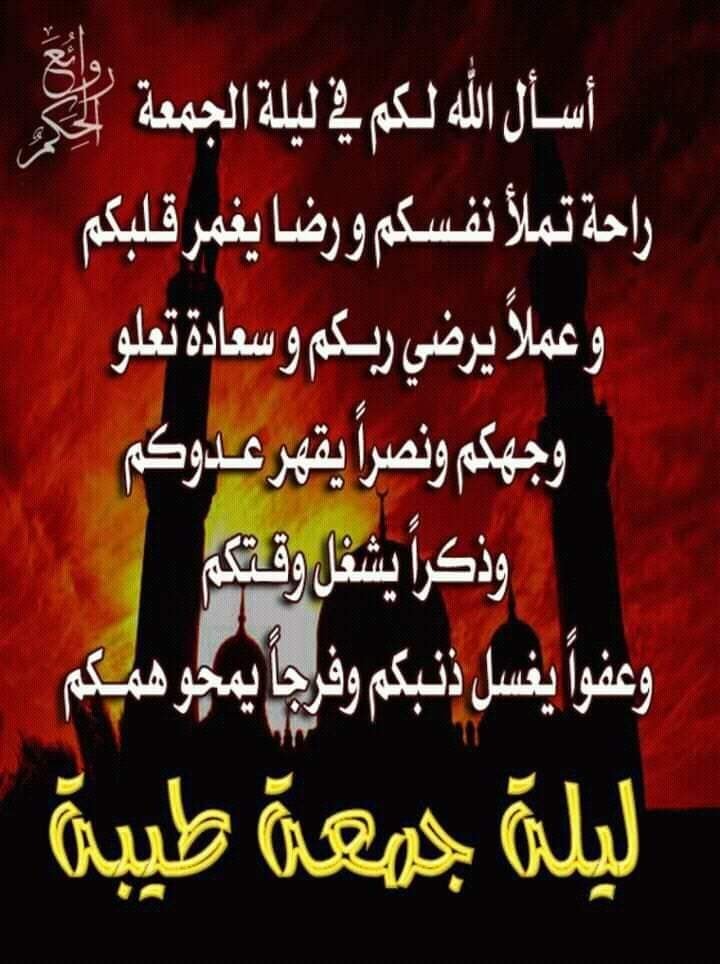 روائع
الحكم
أسأل الله لكم في ليلة الجمعة
راحة تملأ نفسكم و رضا يغمر قلبكم
و عملاً يرضي ربكم و سعادة تعلو
وجهكم ونصراً يقهر عدوكم
وذكراً يشغل وقتكم
وعفواً يغسل ذنبكم وفرجاً يمحو همكم
ليلة جمعة طيبة